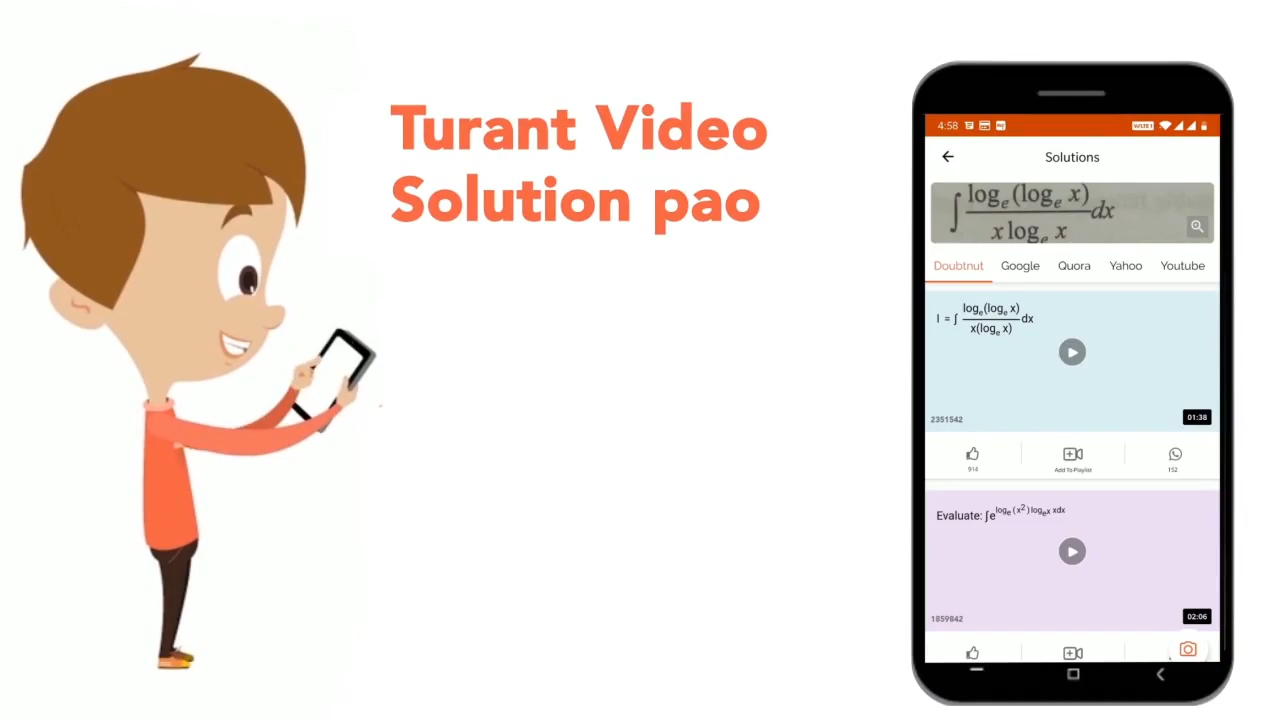 Turant Video
Solution pao
4:58
VoLTE1
Solutions
∫ logₑ(logₑ x) / x logₑ x dx
Doubtnut Google Quora Yahoo Youtube
I = ∫ logₑ(logₑ x) / x(logₑ x) dx
2351542 01:38
914 Add To Playlist 152
Evaluate: ∫e^logₑ(x²)logₑx xdx
1859842 02:06